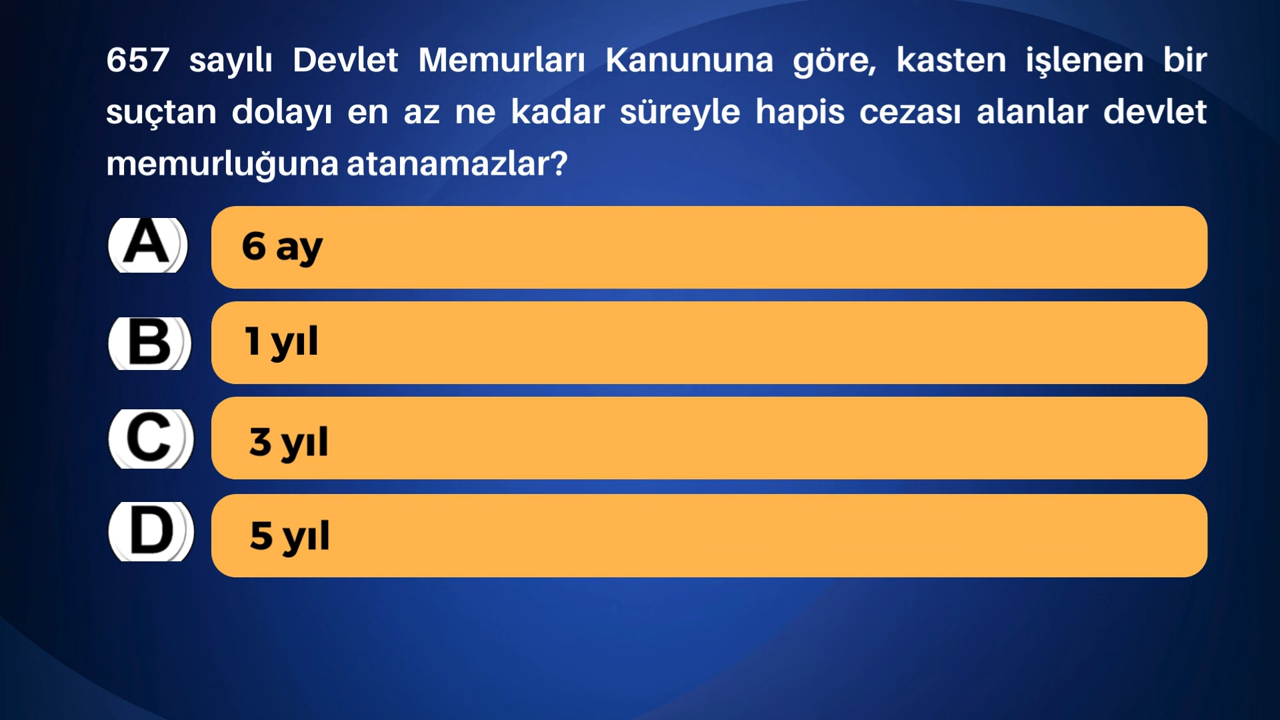 657 sayılı Devlet Memurları Kanununa göre, kasten işlenen bir
suçtan dolayı en az ne kadar süreyle hapis cezası alanlar devlet
memurluğuna atanamazlar?
A 6 ay
B 1 yıl
C 3 yıl
D 5 yıl